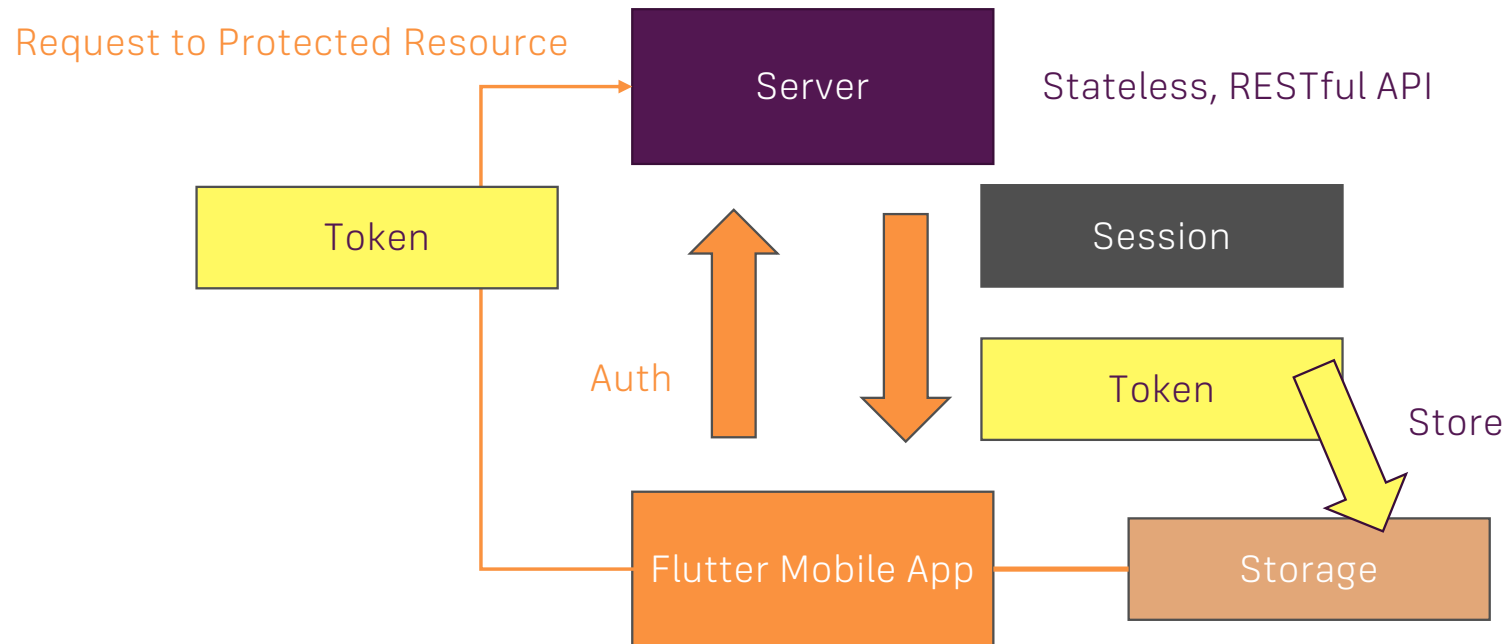 Request to Protected Resource
Server
Stateless, RESTful API
Token
Session
Auth
Token
Store
Flutter Mobile App
Storage